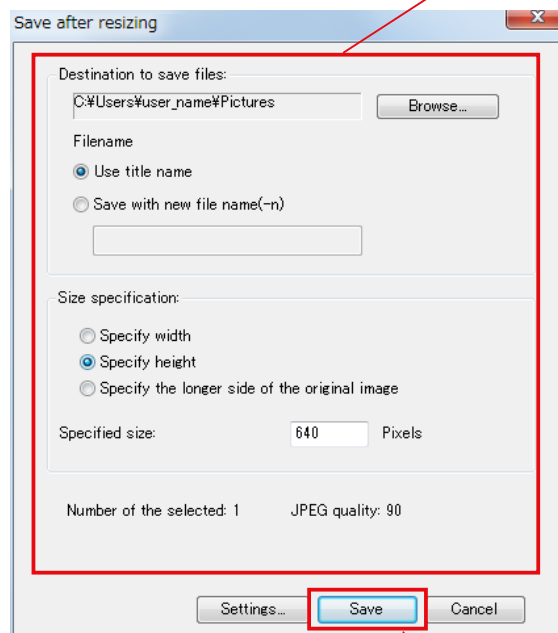 Save after resizing
x
Destination to save files:
C:¥Users¥user_name¥Pictures
Browse...
Filename
Use title name
Save with new file name(-n)
Size specification:
Specify width
Specify height
Specify the longer side of the original image
Specified size: 640 Pixels
Number of the selected: 1 JPEG quality: 90
Settings... Save Cancel